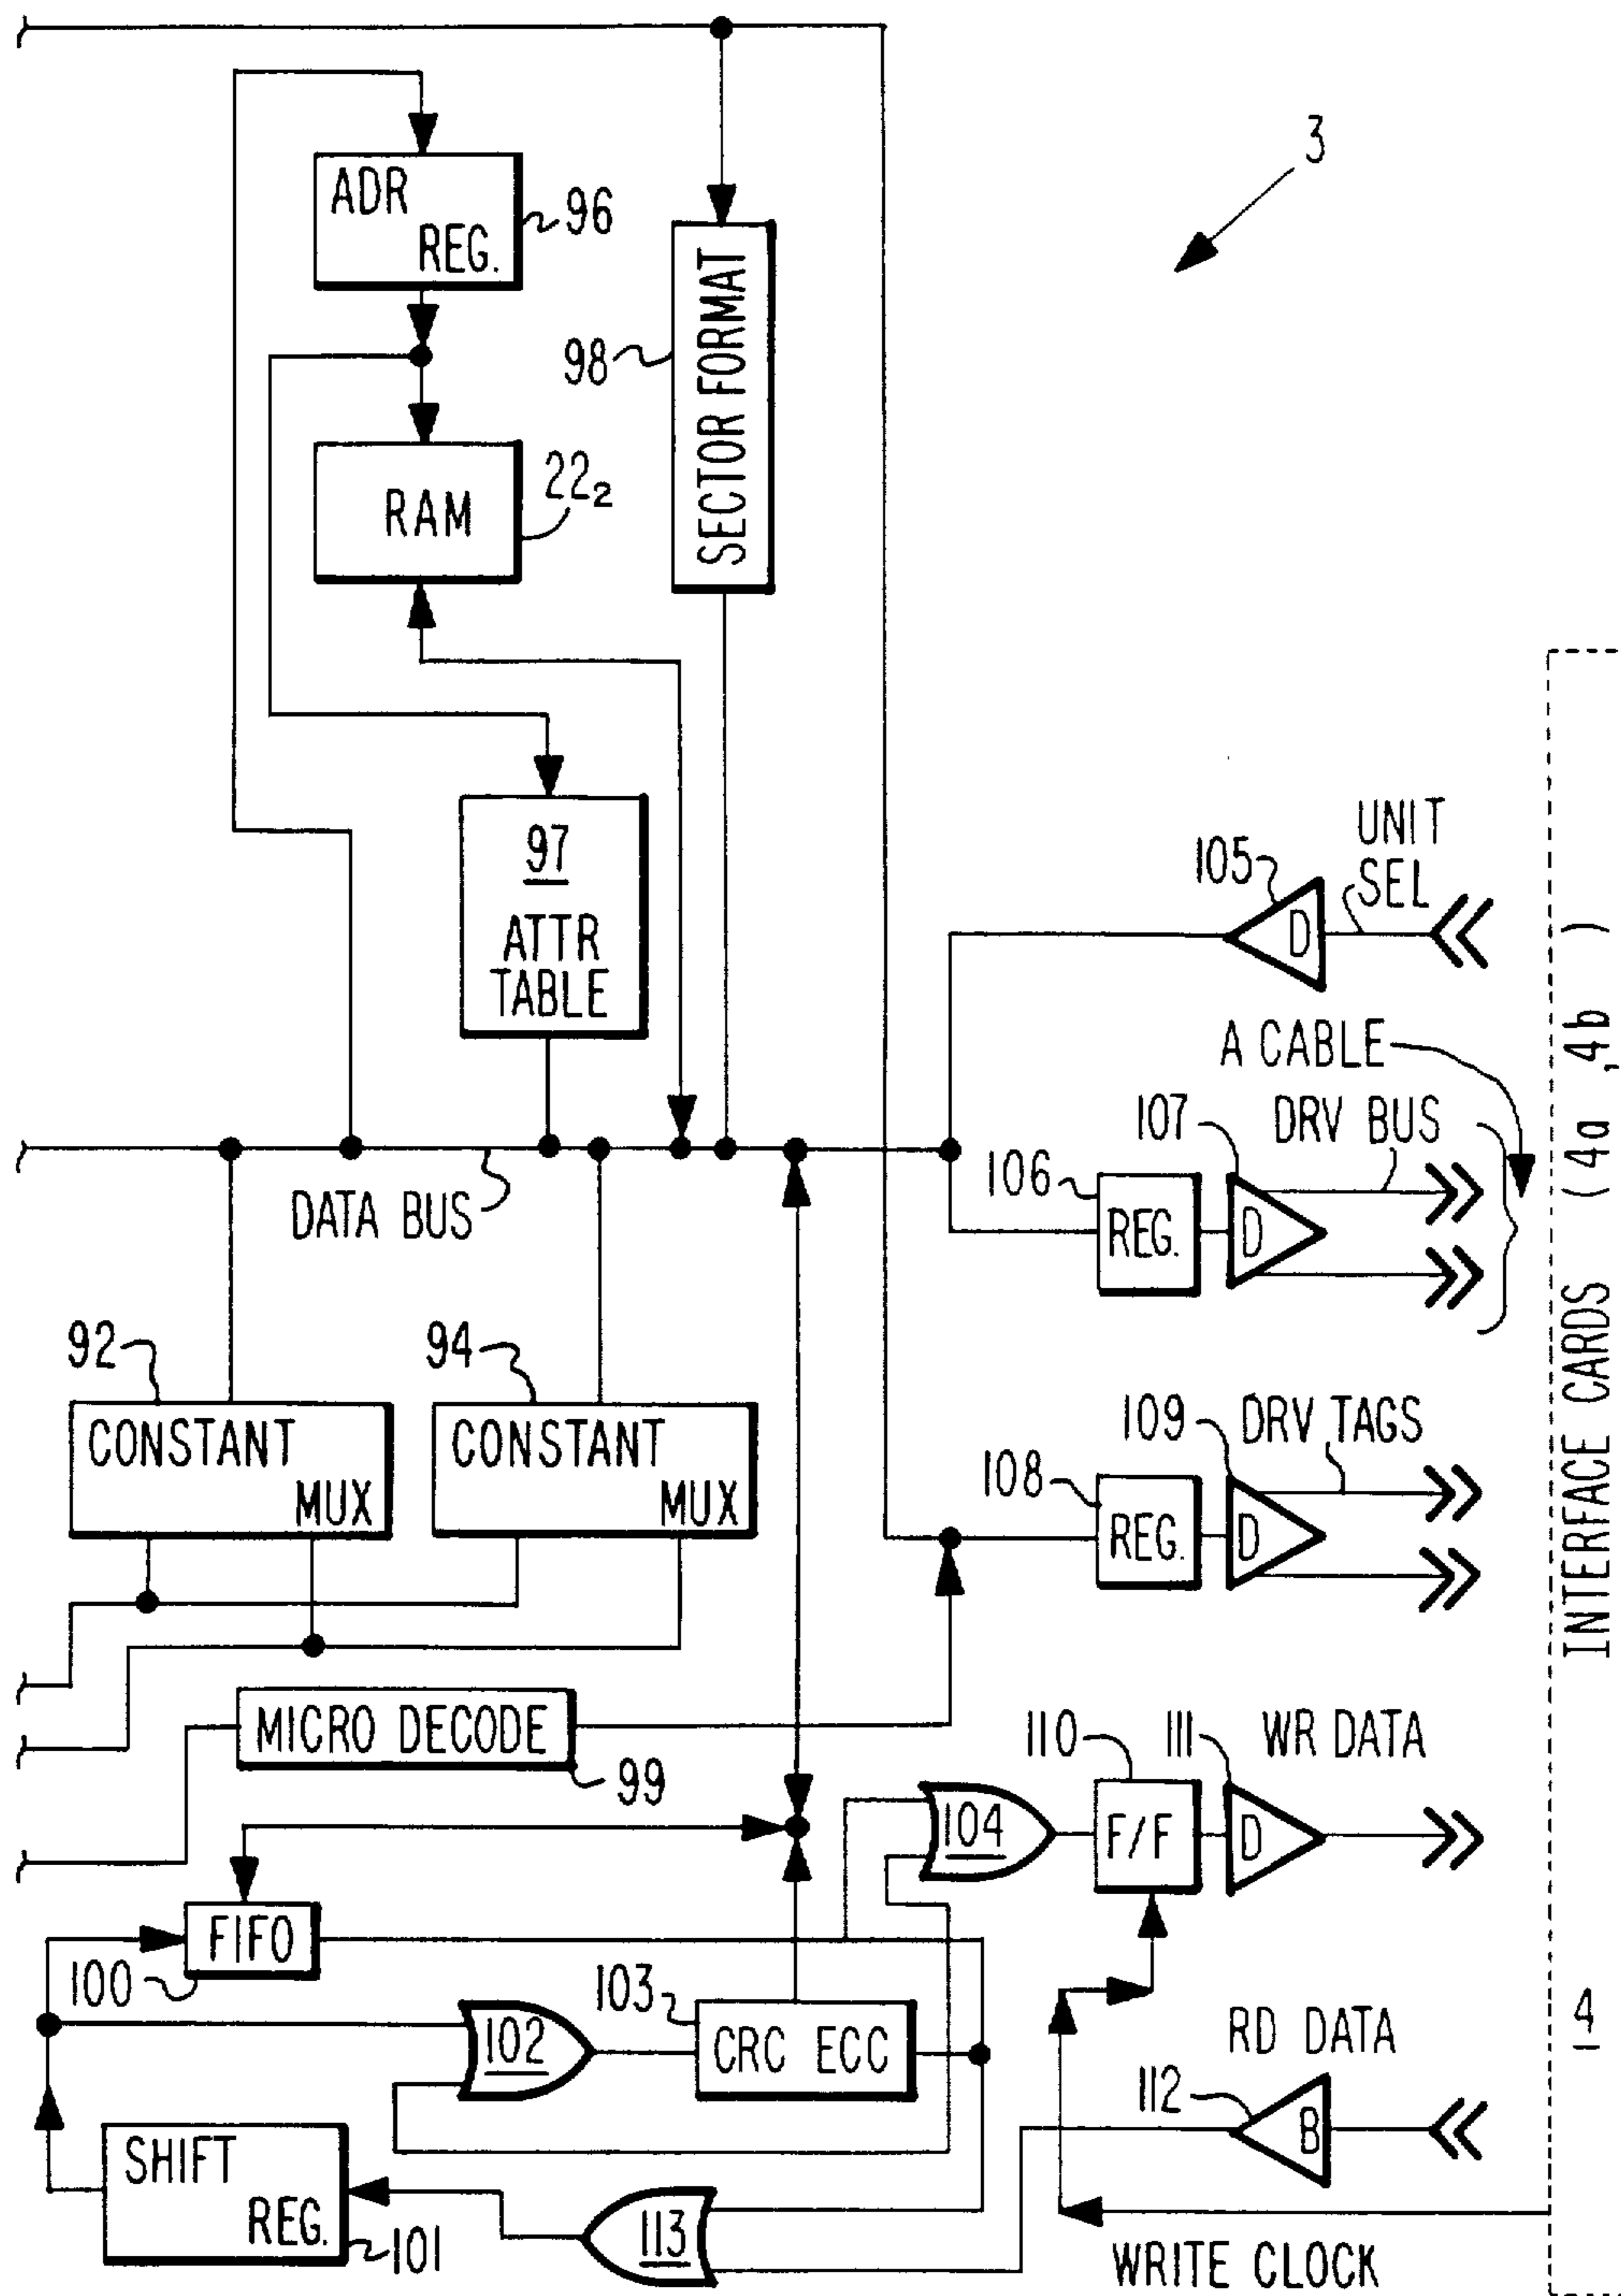 3
ADR
REG.
96
98
SECTOR FORMAT
RAM
22₂
97
ATTR
TABLE
105
UNIT
SEL
D
A CABLE
107
DRV BUS
106
REG.
D
DATA BUS
92
CONSTANT
MUX
94
CONSTANT
MUX
109
DRV TAGS
108
REG.
D
MICRO DECODE
99
110
111
WR DATA
104
F/F
D
FIFO
100
102
103
CRC ECC
RD DATA
112
B
SHIFT
REG.
101
113
WRITE CLOCK
INTERFACE CARDS (4a ,4b )
4